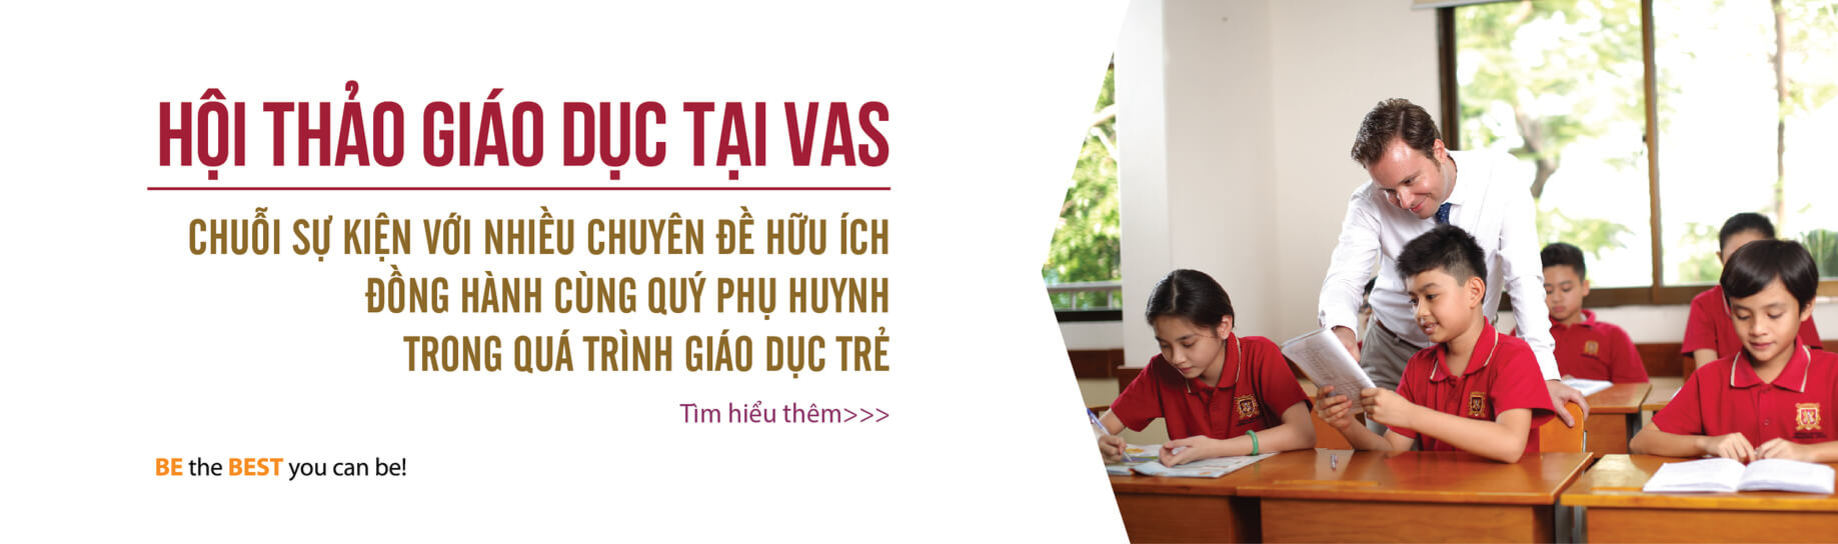 HỘI THẢO GIÁO DỤC TẠI VAS
CHUỖI SỰ KIỆN VỚI NHIỀU CHUYÊN ĐỀ HỮU ÍCH
ĐỒNG HÀNH CÙNG QUÝ PHỤ HUYNH
TRONG QUÁ TRÌNH GIÁO DỤC TRẺ
Tìm hiểu thêm>>>
BE the BEST you can be!